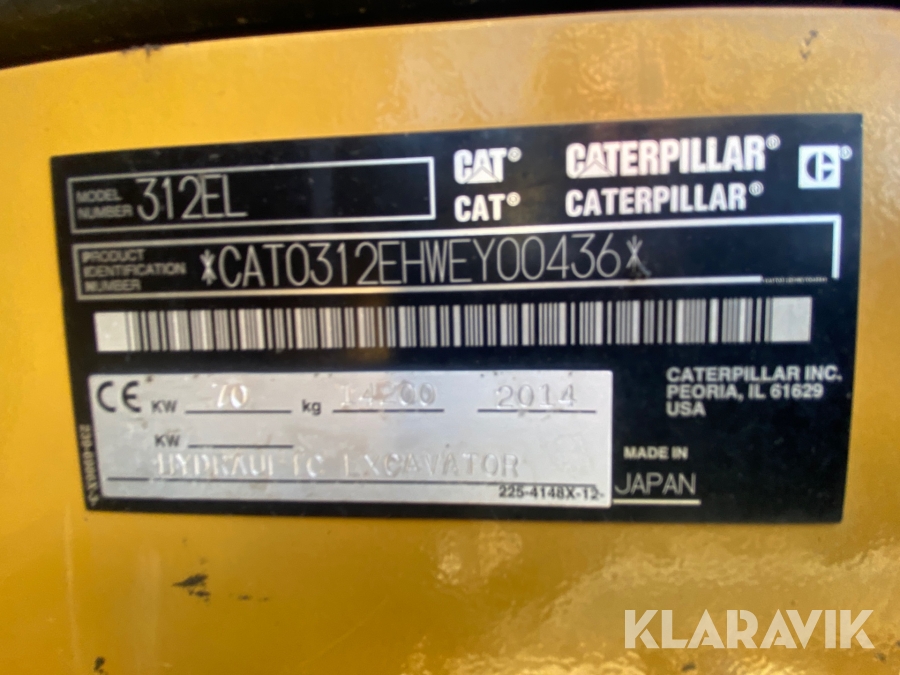 MODEL NUMBER 312EL
CAT® CATERPILLAR®
CAT® CATERPILLAR®
PRODUCT IDENTIFICATION NUMBER *CAT0312EHWEY00436*
CE KW 70 kg 2014
KW
HYDRAULIC EXCAVATOR
225-4148X-12-
CATERPILLAR INC.
PEORIA, IL 61629
USA
MADE IN
JAPAN
KLARAVIK